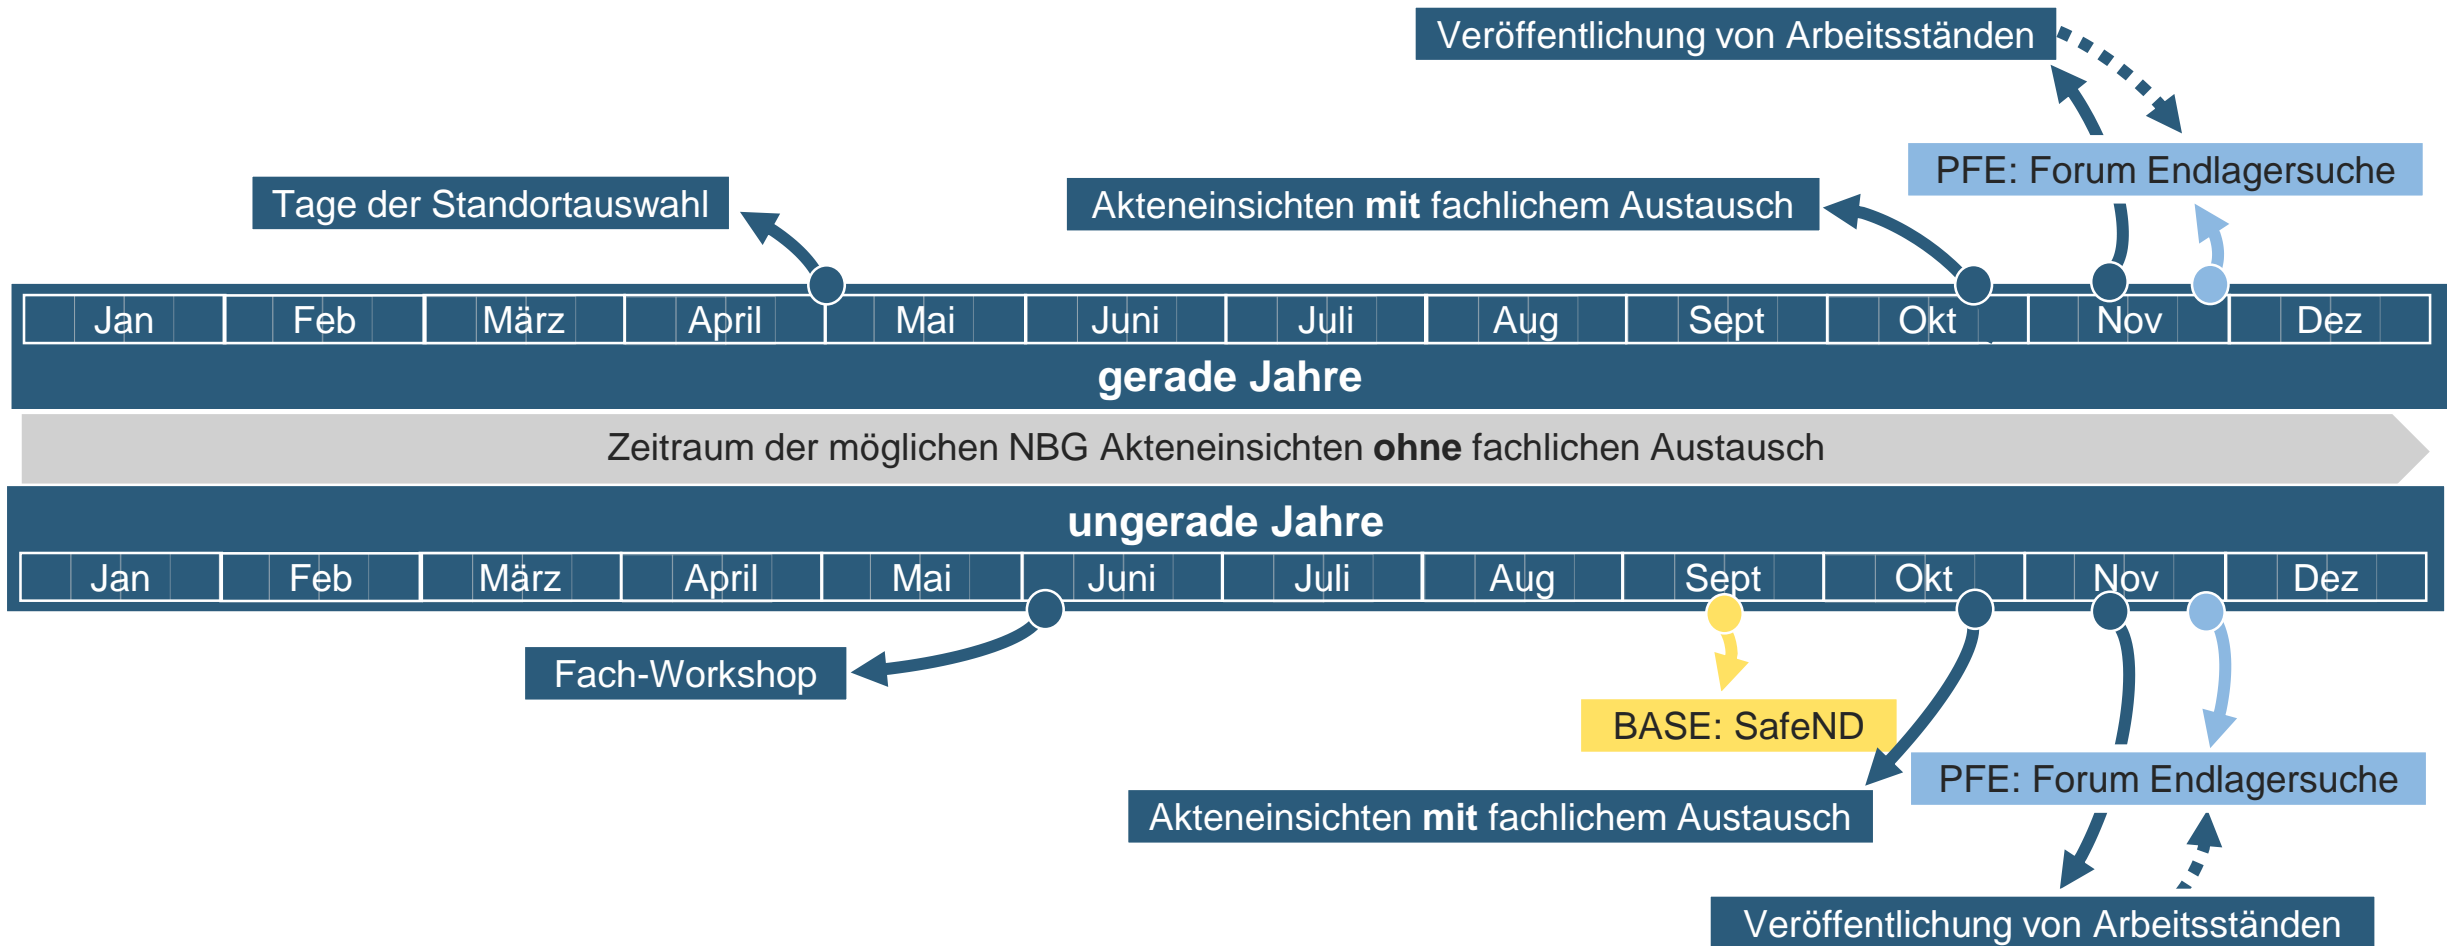 Veröffentlichung von Arbeitsständen
PFE: Forum Endlagersuche
Tage der Standortauswahl
Akteneinsichten mit fachlichem Austausch
Jan Feb März April Mai Juni Juli Aug Sept Okt Nov Dez
gerade Jahre
Zeitraum der möglichen NBG Akteneinsichten ohne fachlichen Austausch
ungerade Jahre
Jan Feb März April Mai Juni Juli Aug Sept Okt Nov Dez
Fach-Workshop
BASE: SafeND
PFE: Forum Endlagersuche
Akteneinsichten mit fachlichem Austausch
Veröffentlichung von Arbeitsständen